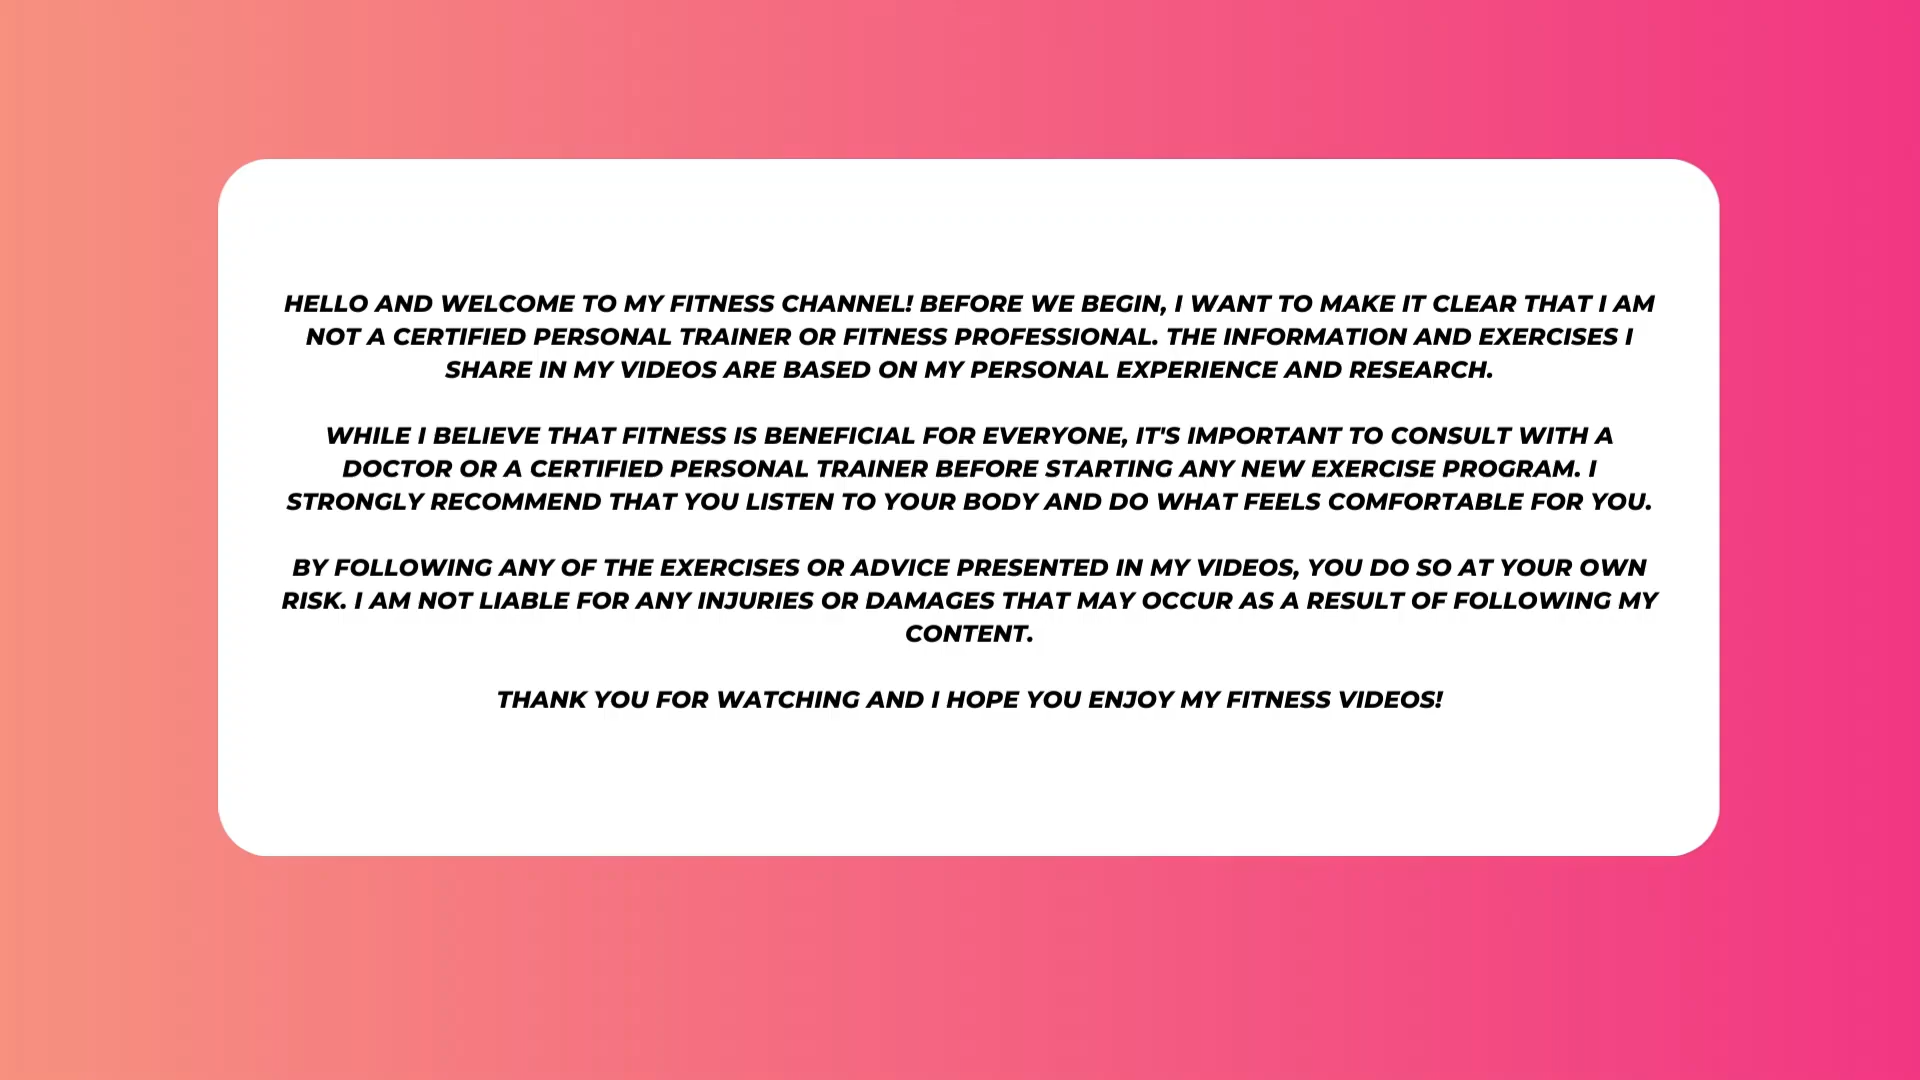 HELLO AND WELCOME TO MY FITNESS CHANNEL! BEFORE WE BEGIN, I WANT TO MAKE IT CLEAR THAT I AM
NOT A CERTIFIED PERSONAL TRAINER OR FITNESS PROFESSIONAL. THE INFORMATION AND EXERCISES I
SHARE IN MY VIDEOS ARE BASED ON MY PERSONAL EXPERIENCE AND RESEARCH.
WHILE I BELIEVE THAT FITNESS IS BENEFICIAL FOR EVERYONE, IT'S IMPORTANT TO CONSULT WITH A
DOCTOR OR A CERTIFIED PERSONAL TRAINER BEFORE STARTING ANY NEW EXERCISE PROGRAM. I
STRONGLY RECOMMEND THAT YOU LISTEN TO YOUR BODY AND DO WHAT FEELS COMFORTABLE FOR YOU.
BY FOLLOWING ANY OF THE EXERCISES OR ADVICE PRESENTED IN MY VIDEOS, YOU DO SO AT YOUR OWN
RISK. I AM NOT LIABLE FOR ANY INJURIES OR DAMAGES THAT MAY OCCUR AS A RESULT OF FOLLOWING MY
CONTENT.
THANK YOU FOR WATCHING AND I HOPE YOU ENJOY MY FITNESS VIDEOS!